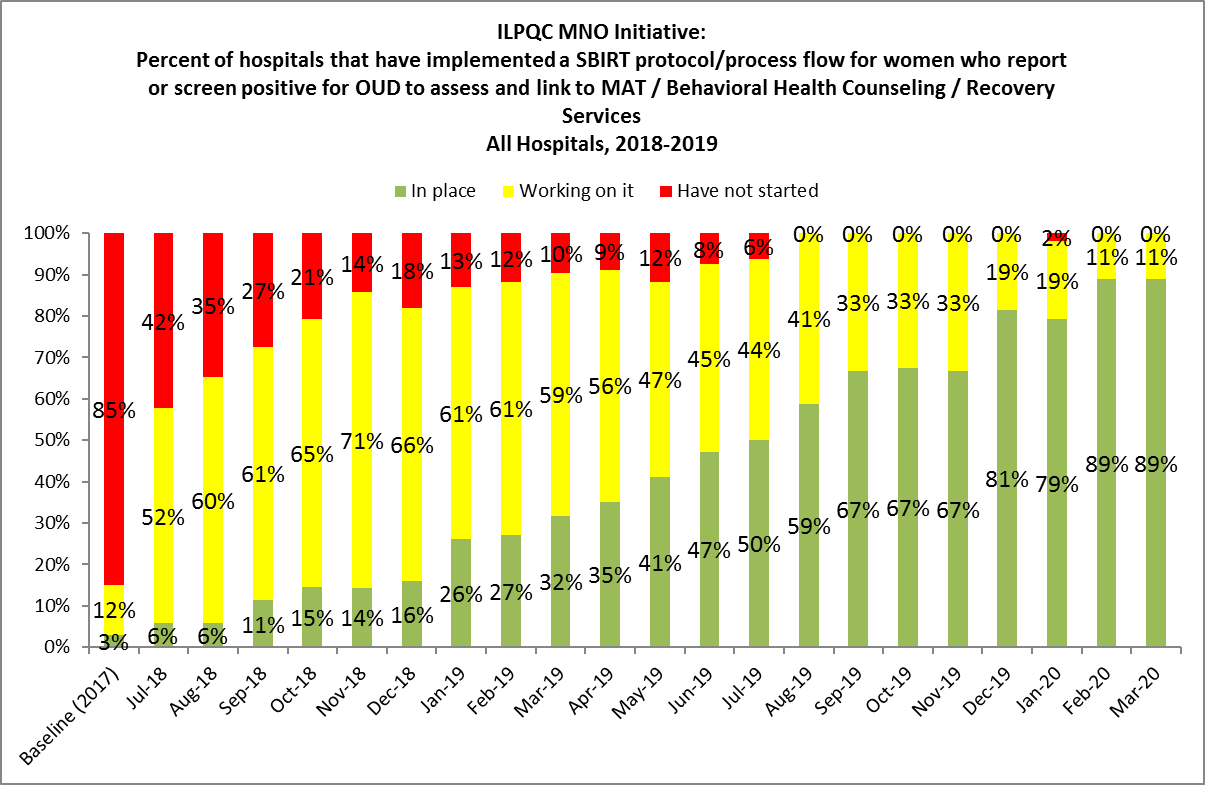 ILPQC MNO Initiative:
Percent of hospitals that have implemented a SBIRT protocol/process flow for women who report
or screen positive for OUD to assess and link to MAT / Behavioral Health Counseling / Recovery
Services
All Hospitals, 2018-2019
In place Working on it Have not started
100%
90%
80%
70%
60%
50%
40%
30%
20%
10%
0%
85% 42% 35% 27% 21% 14% 18% 13% 12% 10% 9% 12% 8% 6% 0% 0% 0% 0% 0% 2% 0% 0%
12% 52% 60% 61% 65% 71% 66% 61% 61% 59% 56% 47% 45% 44% 41% 33% 33% 33% 19% 19% 11% 11%
3% 6% 6% 11% 15% 14% 16% 26% 27% 32% 35% 41% 47% 50% 59% 67% 67% 67% 81% 79% 89% 89%
Baseline (2017) Jul-18 Aug-18 Sep-18 Oct-18 Nov-18 Dec-18 Jan-19 Feb-19 Mar-19 Apr-19 May-19 Jun-19 Jul-19 Aug-19 Sep-19 Oct-19 Nov-19 Dec-19 Jan-20 Feb-20 Mar-20